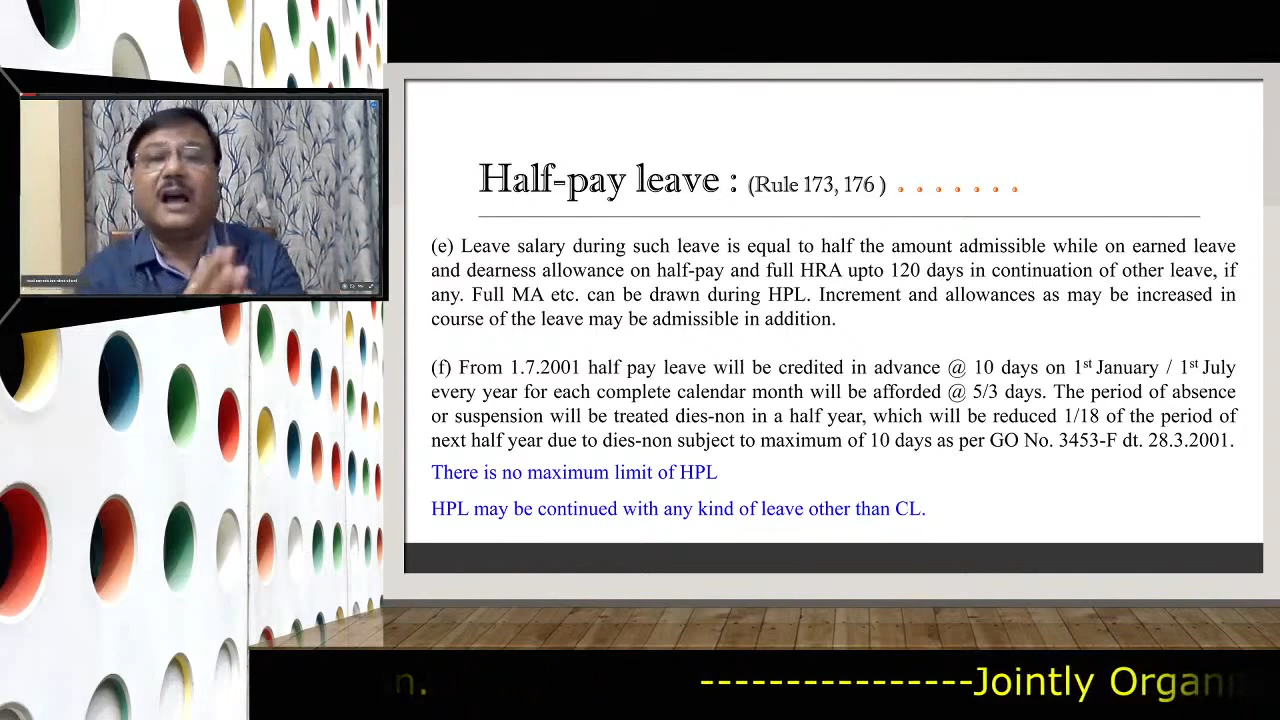 Half-pay leave : (Rule 173, 176 ) . . . . . . .
(e) Leave salary during such leave is equal to half the amount admissible while on earned leave
and dearness allowance on half-pay and full HRA upto 120 days in continuation of other leave, if
any. Full MA etc. can be drawn during HPL. Increment and allowances as may be increased in
course of the leave may be admissible in addition.
(f) From 1.7.2001 half pay leave will be credited in advance @ 10 days on 1st January / 1st July
every year for each complete calendar month will be afforded @ 5/3 days. The period of absence
or suspension will be treated dies-non in a half year, which will be reduced 1/18 of the period of
next half year due to dies-non subject to maximum of 10 days as per GO No. 3453-F dt. 28.3.2001.
There is no maximum limit of HPL
HPL may be continued with any kind of leave other than CL.
n. ----------------Jointly Organ